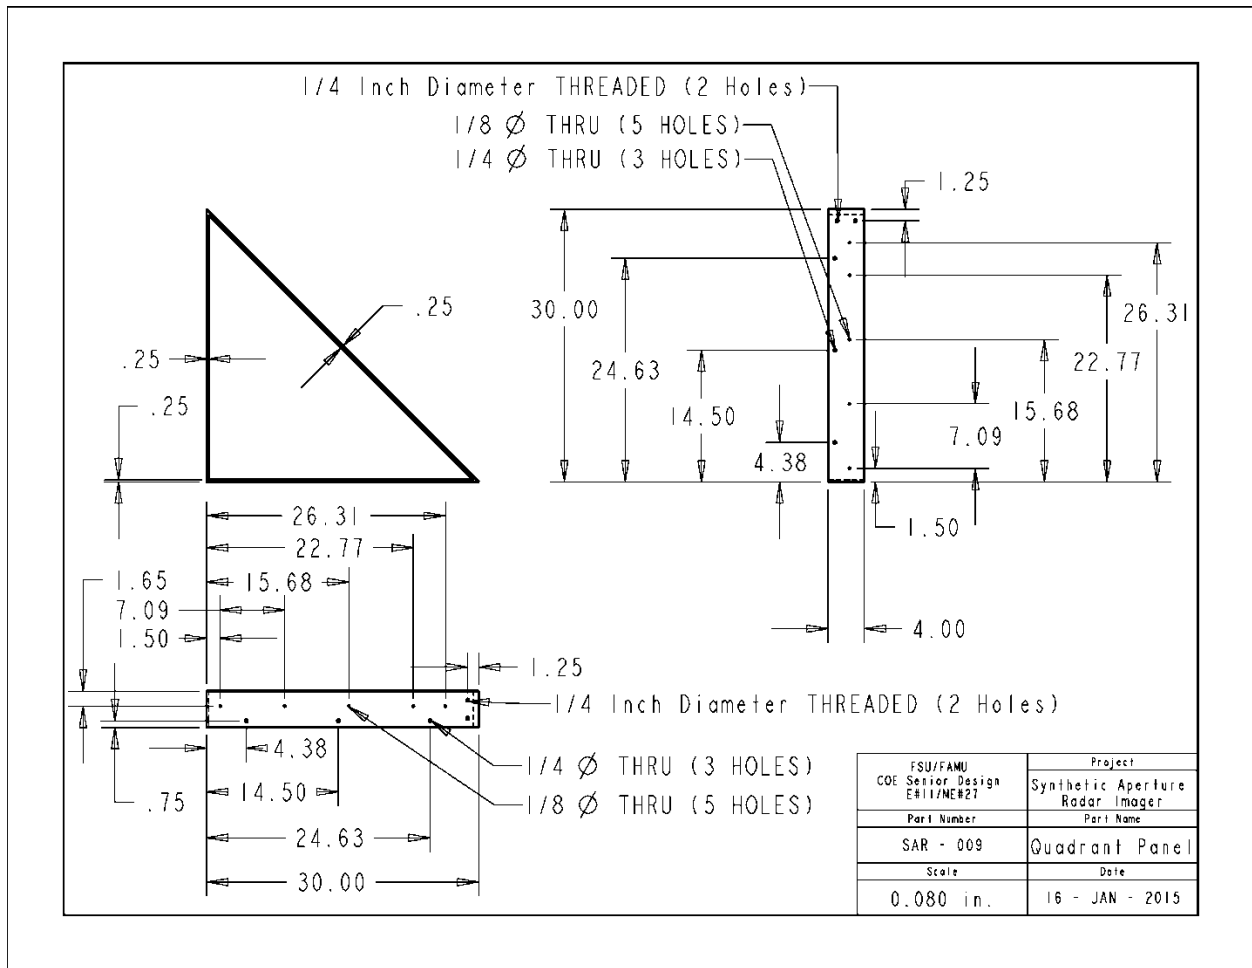 1/4 Inch Diameter THREADED (2 Holes)
1/8 Ø THRU (5 HOLES)
1/4 Ø THRU (3 HOLES)
1.25
30.00
24.63
14.50
4.38
26.31
22.77
15.68
7.09
1.50
4.00
.25
.25
.25
26.31
22.77
1.65
15.68
7.09
1.50
1.25
1/4 Inch Diameter THREADED (2 Holes)
4.38
1/4 Ø THRU (3 HOLES)
.75
14.50
1/8 Ø THRU (5 HOLES)
24.63
30.00
FSU/FAMU
COE Senior Design
E#11/ME#27
Project
Synthetic Aperture
Radar Imager
Part Number
Part Name
SAR - 009
Quadrant Panel
Scale
Date
0.080 in.
16 - JAN - 2015